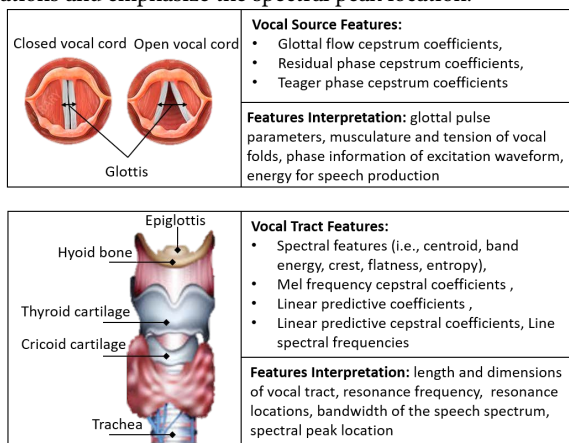 ations and emphasize the spectral peak location.
Closed vocal cord Open vocal cord
Glottis
Vocal Source Features:
• Glottal flow cepstrum coefficients,
• Residual phase cepstrum coefficients,
• Teager phase cepstrum coefficients
Features Interpretation: glottal pulse
parameters, musculature and tension of vocal
folds, phase information of excitation waveform,
energy for speech production
Epiglottis
Hyoid bone
Thyroid cartilage
Cricoid cartilage
Trachea
Vocal Tract Features:
• Spectral features (i.e., centroid, band
energy, crest, flatness, entropy),
• Mel frequency cepstral coefficients ,
• Linear predictive coefficients ,
• Linear predictive cepstral coefficients, Line
spectral frequencies
Features Interpretation: length and dimensions
of vocal tract, resonance frequency, resonance
locations, bandwidth of the speech spectrum,
spectral peak location